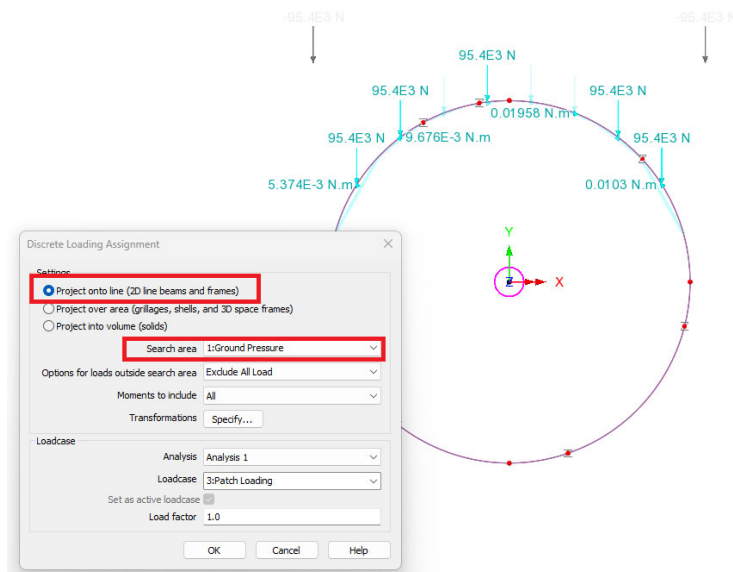 -95.4E3 N
-95.4E3 N
95.4E3 N
95.4E3 N
95.4E3 N
0.01958 N.m
95.4E3 N
9.676E-3 N.m
95.4E3 N
5.374E-3 N.m
0.0103 N.m
Y
Z
X
Discrete Loading Assignment
Settings
Project onto line (2D line beams and frames)
Project over area (grillages, shells, and 3D space frames)
Project into volume (solids)
Search area 1:Ground Pressure
Options for loads outside search area Exclude All Load
Moments to include All
Transformations Specify...
Loadcase
Analysis Analysis 1
Loadcase 3:Patch Loading
Set as active loadcase
Load factor 1.0
OK Cancel Help